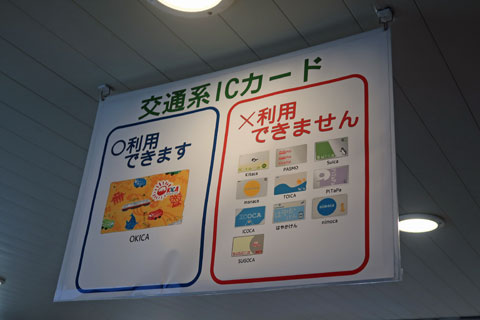 交通系ICカード
○利用
できます
OKICA
×利用
できません
Kitaca
PASMO
Suica
manaca
TOICA
PiTaPa
ICOCA
はやかけん
nimoca
SUGOCA